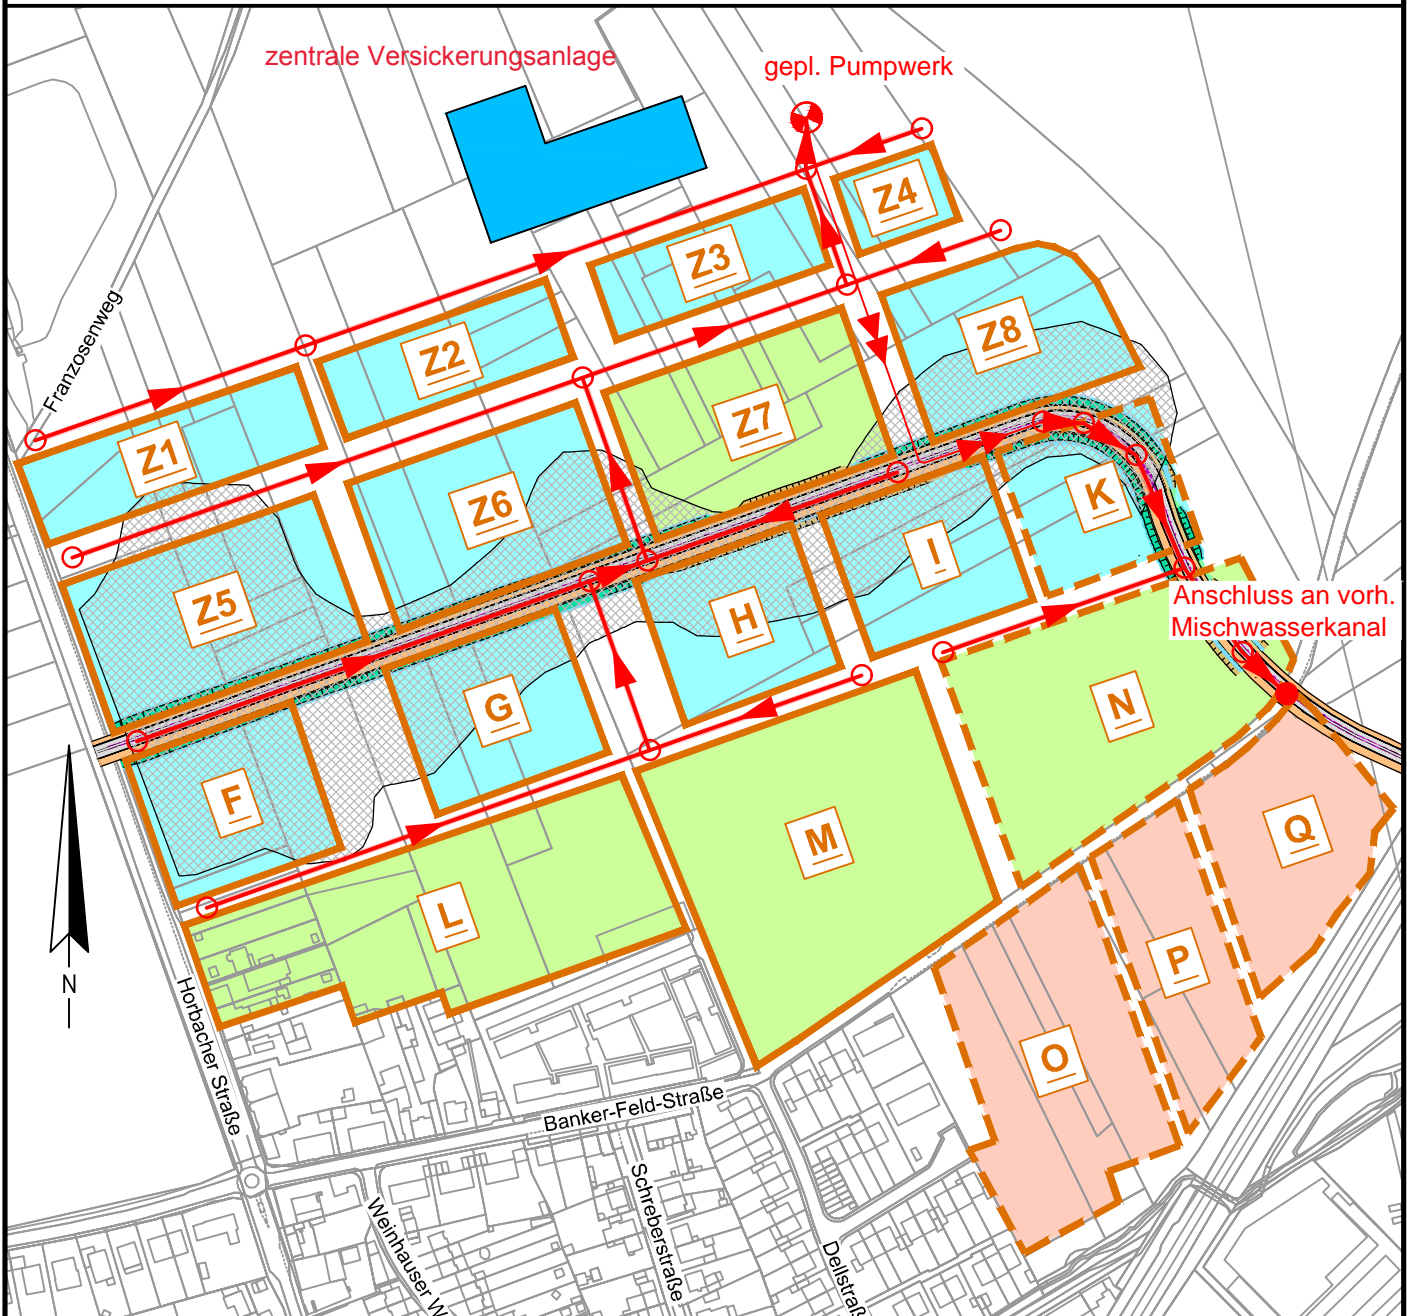 zentrale Versickerungsanlage
gepl. Pumpwerk
Z4
Z3
Franzosenweg
Z2
Z8
Z1
Z7
Z6
K
Z5
I
H
Anschluss an vorh.
Mischwasserkanal
G
N
F
M
Q
L
P
N
Horbacher Straße
O
Banker-Feld-Straße
Schreberstraße
Weinhauser W
Dellstraß